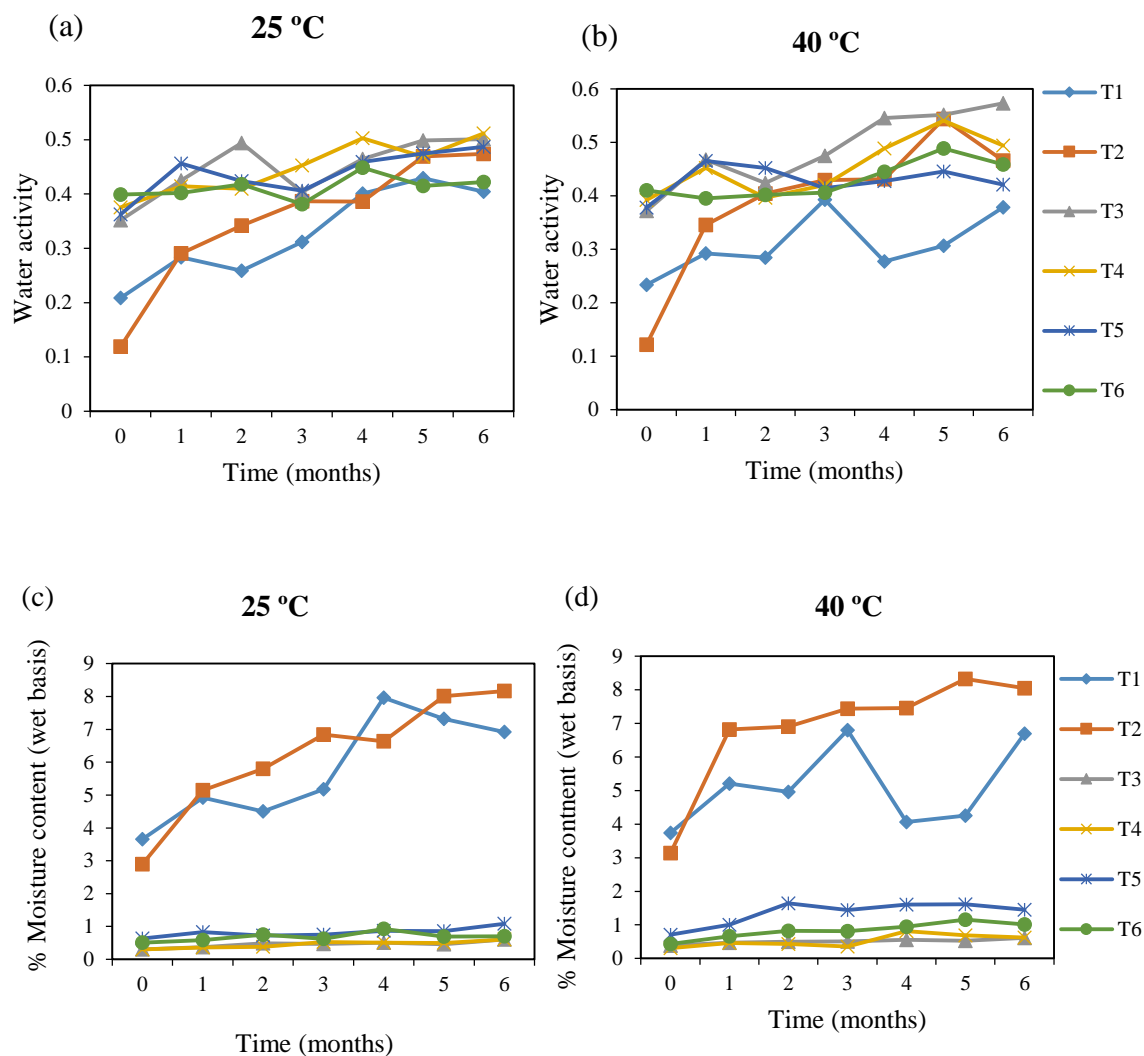 (a)
25 ºC
0.6
0.5
0.4
0.3
0.2
0.1
0
Water activity
0 1 2 3 4 5 6
Time (months)
(b)
40 ºC
0.6
0.5
0.4
0.3
0.2
0.1
0
Water activity
0 1 2 3 4 5 6
Time (months)
T1
T2
T3
T4
T5
T6
(c)
25 ºC
9
8
7
6
5
4
3
2
1
0
% Moisture content (wet basis)
0 1 2 3 4 5 6
Time (months)
(d)
40 ºC
9
8
7
6
5
4
3
2
1
0
% Moisture contnent (wet basis)
0 1 2 3 4 5 6
Time (months)
T1
T2
T3
T4
T5
T6